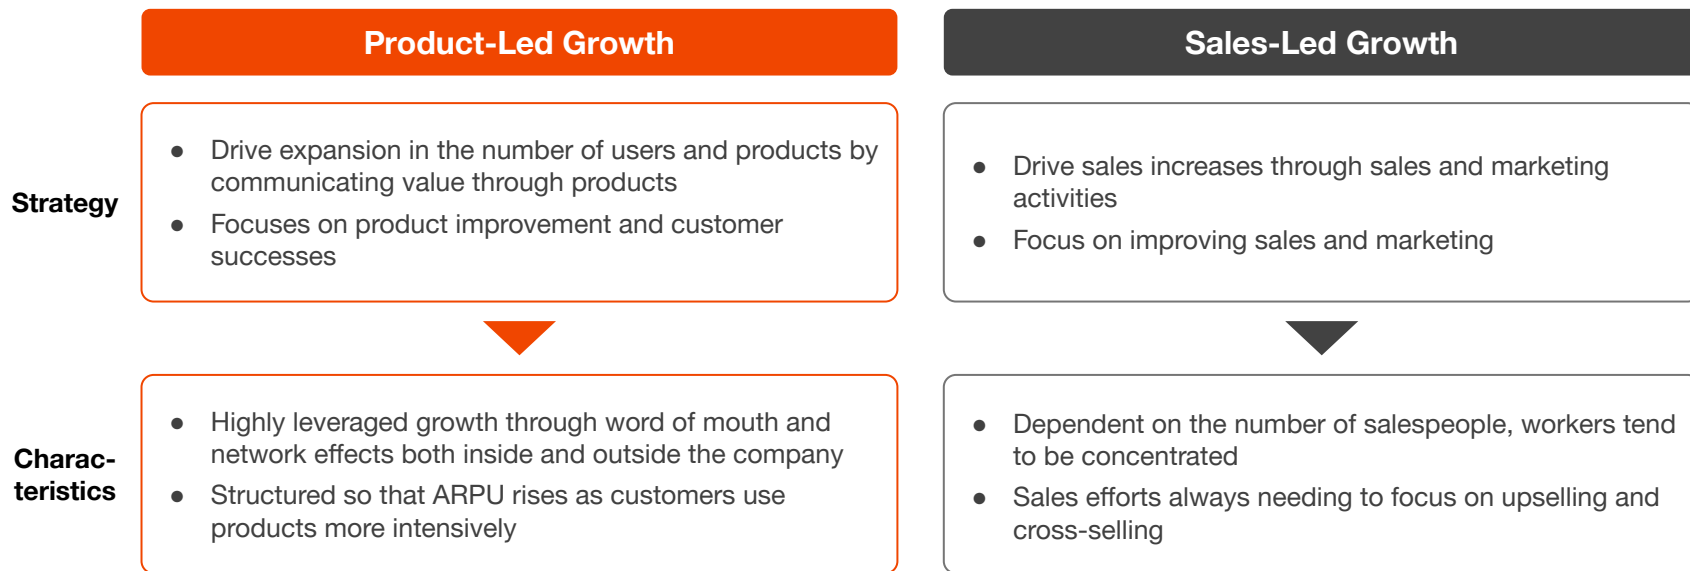 Product-Led Growth
Sales-Led Growth
Strategy
● Drive expansion in the number of users and products by
communicating value through products
● Focuses on product improvement and customer
successes
● Drive sales increases through sales and marketing
activities
● Focus on improving sales and marketing
Charac-
teristics
● Highly leveraged growth through word of mouth and
network effects both inside and outside the company
● Structured so that ARPU rises as customers use
products more intensively
● Dependent on the number of salespeople, workers tend
to be concentrated
● Sales efforts always needing to focus on upselling and
cross-selling